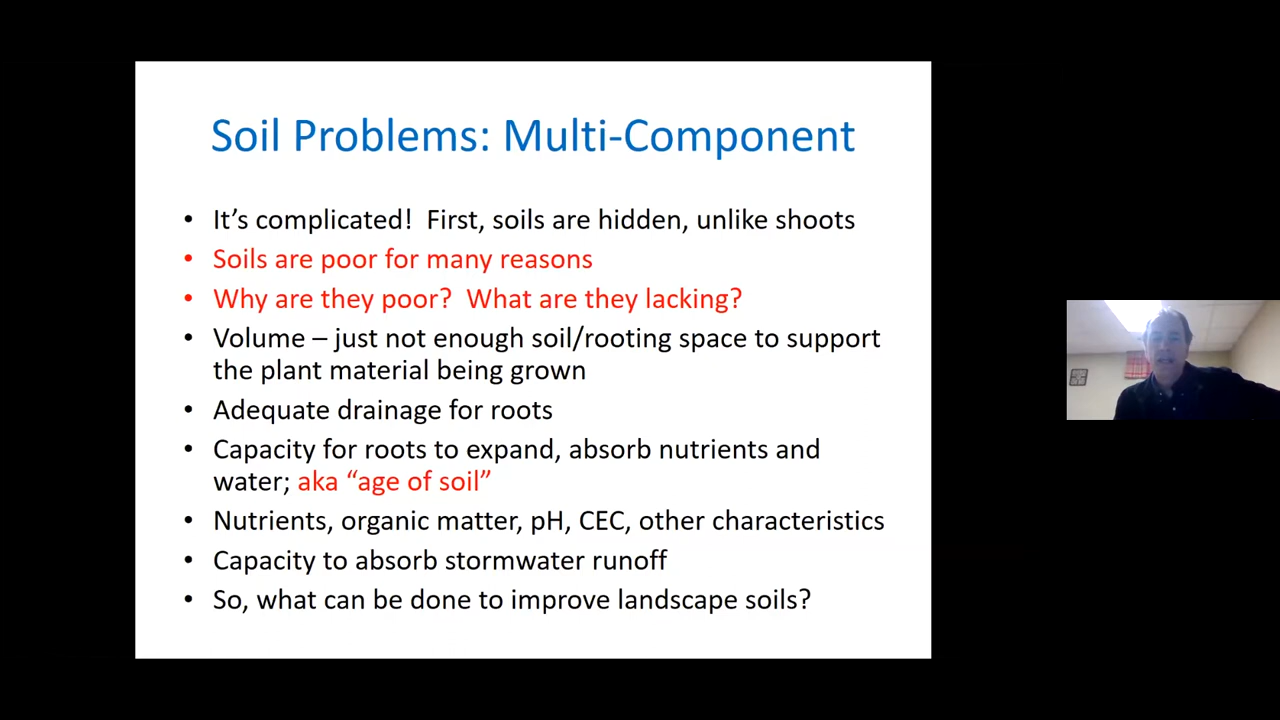 Soil Problems: Multi-Component
• It’s complicated!  First, soils are hidden, unlike shoots
• Soils are poor for many reasons
• Why are they poor?  What are they lacking?
• Volume – just not enough soil/rooting space to support
the plant material being grown
• Adequate drainage for roots
• Capacity for roots to expand, absorb nutrients and
water; aka “age of soil”
• Nutrients, organic matter, pH, CEC, other characteristics
• Capacity to absorb stormwater runoff
• So, what can be done to improve landscape soils?